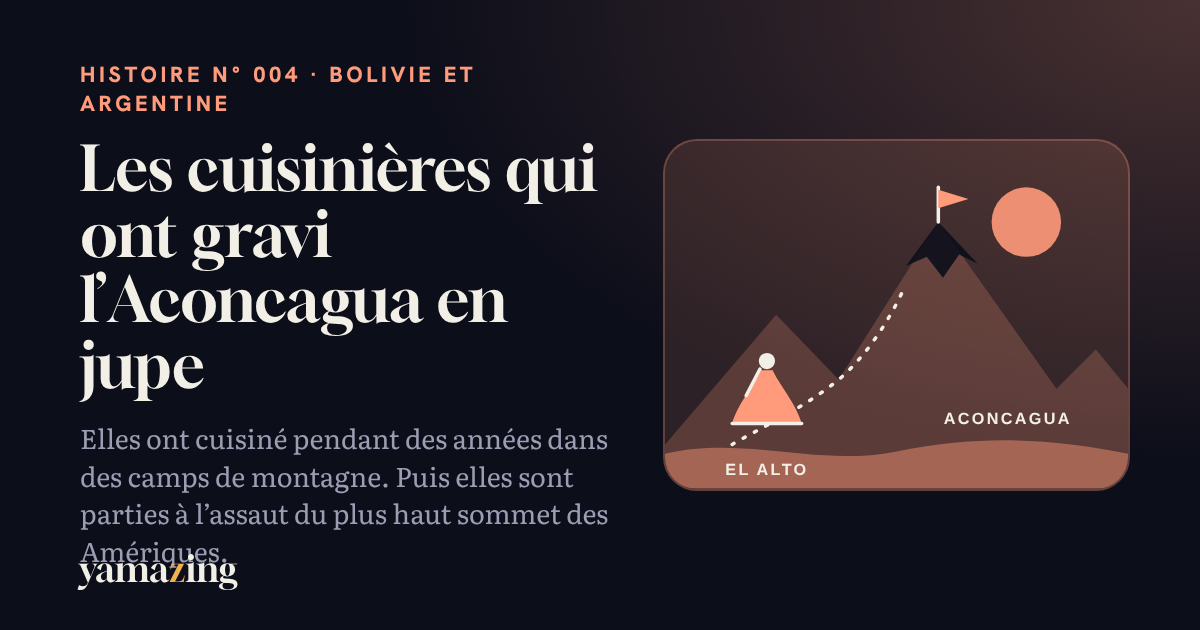 HISTOIRE N° 004 · BOLIVIE ET
ARGENTINE
Les cuisinières qui
ont gravi
l’Aconcagua en
jupe
Elles ont cuisiné pendant des années dans
des camps de montagne. Puis elles sont
parties à l’assaut du plus haut sommet des
Amériques.
yamazing
ACONCAGUA
EL ALTO